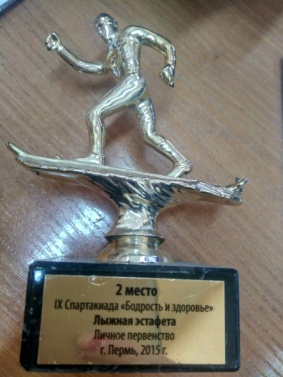 2 место
IX Спартакиада «Бодрость и здоровье»
Лыжная эстафета
Личное первенство
г. Пермь, 2015 г.